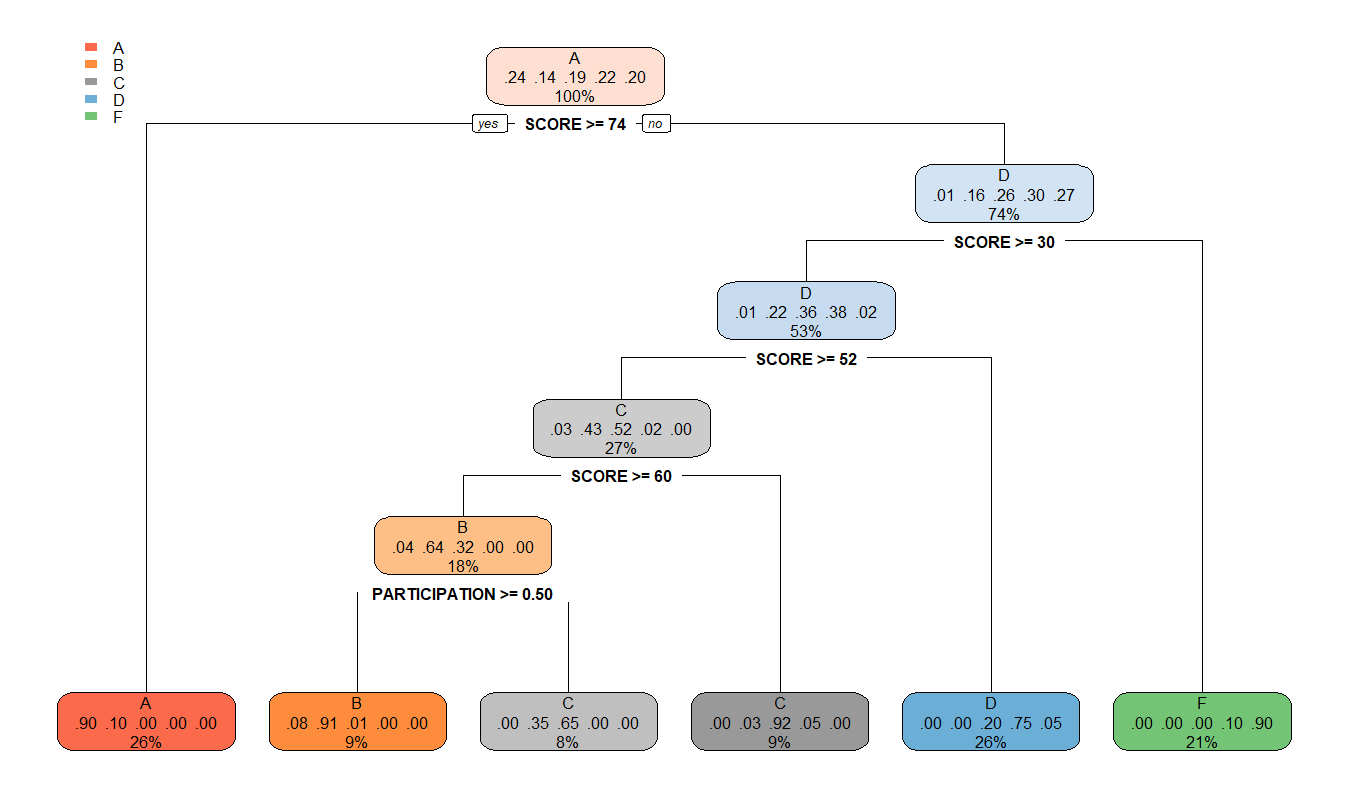 A
B
C
D
F
A
.24 .14 .19 .22 .20
100%
yes SCORE >= 74 no
D
.01 .16 .26 .30 .27
74%
SCORE >= 30
D
.01 .22 .36 .38 .02
53%
SCORE >= 52
C
.03 .43 .52 .02 .00
27%
SCORE >= 60
B
.04 .64 .32 .00 .00
18%
PARTICIPATION >= 0.50
A
.90 .10 .00 .00 .00
26%
B
.08 .91 .01 .00 .00
9%
C
.00 .35 .65 .00 .00
8%
C
.00 .03 .92 .05 .00
9%
D
.00 .00 .20 .75 .05
26%
F
.00 .00 .00 .10 .90
21%